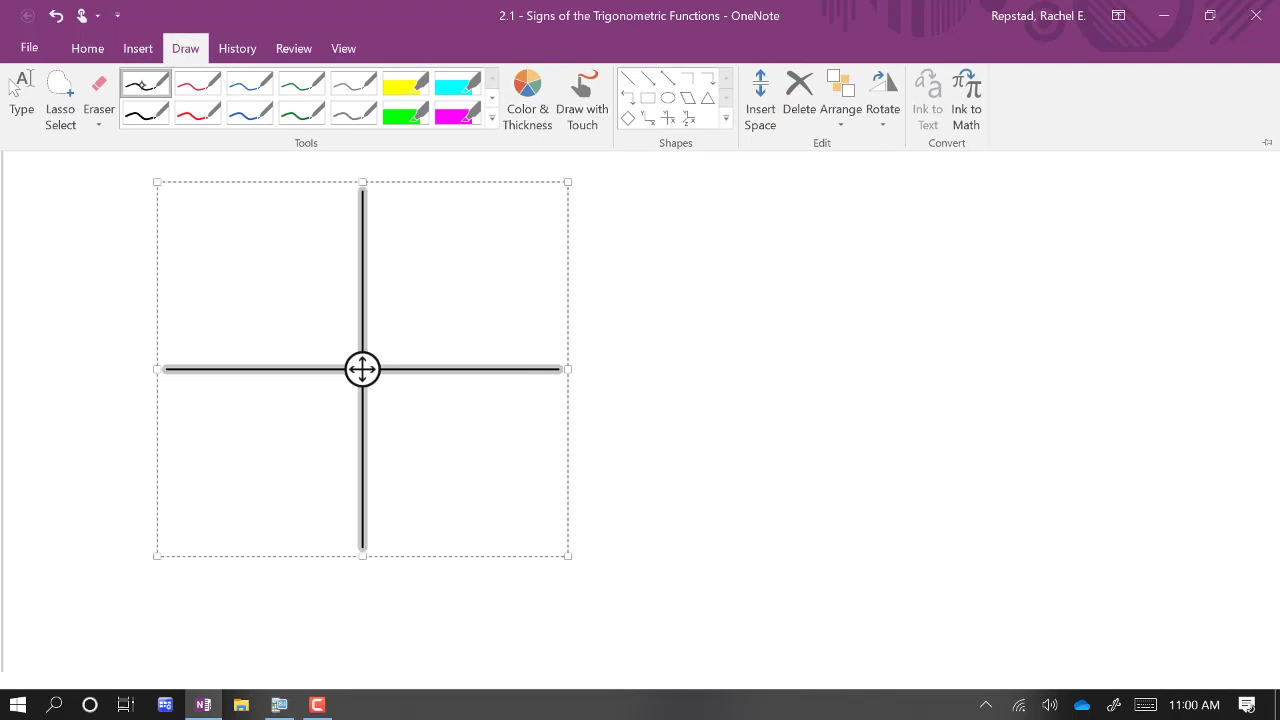 2.1 - Signs of the Trigonometric Functions - OneNote
Repstad, Rachel E.
File Home Insert Draw History Review View
Type
Lasso Select
Eraser
Color & Thickness
Draw with Touch
Insert Space
Delete
Arrange
Rotate
Ink to Text
Ink to Math
Tools
Shapes
Edit
Convert
11:00 AM